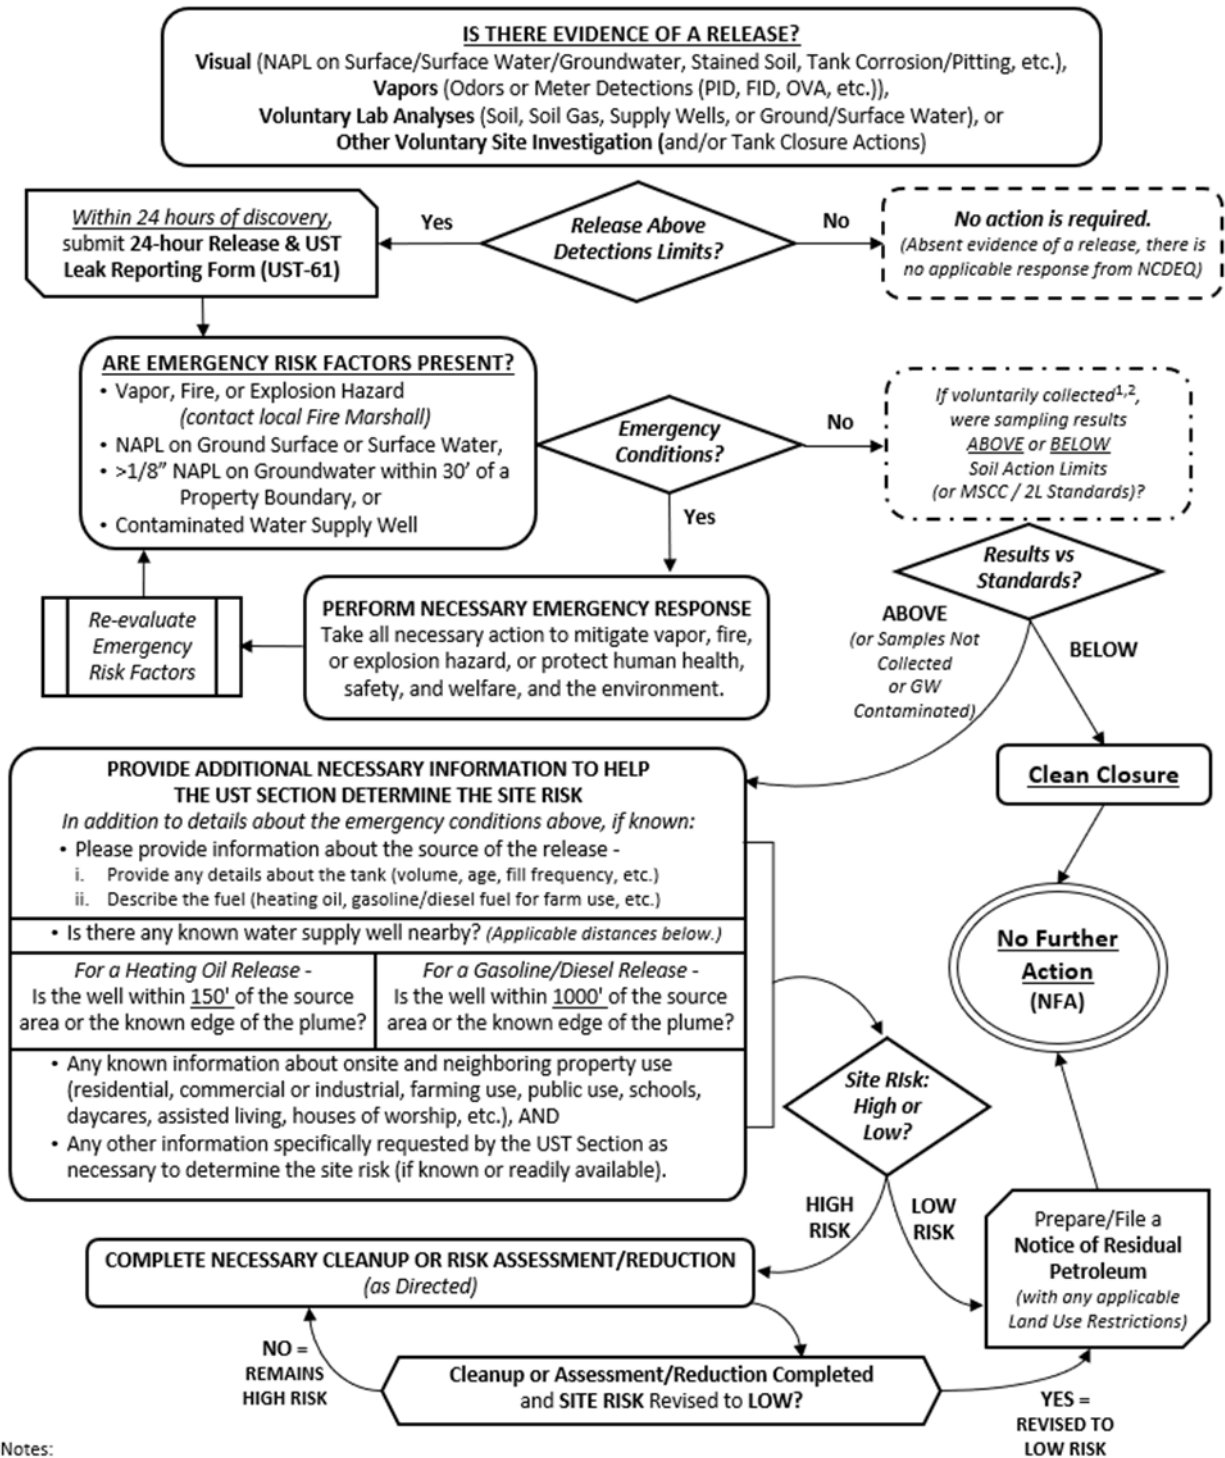 IS THERE EVIDENCE OF A RELEASE?
Visual (NAPL on Surface/Surface Water/Groundwater, Stained Soil, Tank Corrosion/Pitting, etc.),
Vapors (Odors or Meter Detections (PID, FID, OVA, etc.)),
Voluntary Lab Analyses (Soil, Soil Gas, Supply Wells, or Ground/Surface Water), or
Other Voluntary Site Investigation (and/or Tank Closure Actions)
Within 24 hours of discovery,
submit 24-hour Release & UST
Leak Reporting Form (UST-61)
Yes
Release Above
Detections Limits?
No
No action is required.
(Absent evidence of a release, there is
no applicable response from NCDEQ)
ARE EMERGENCY RISK FACTORS PRESENT?
• Vapor, Fire, or Explosion Hazard
(contact local Fire Marshall)
• NAPL on Ground Surface or Surface Water,
• >1/8" NAPL on Groundwater within 30' of a
Property Boundary, or
• Contaminated Water Supply Well
Emergency
Conditions?
No
Yes
If voluntarily collected1,2,
were sampling results
ABOVE or BELOW
Soil Action Limits
(or MSCC / 2L Standards)?
Results vs
Standards?
ABOVE
(or Samples Not
Collected
or GW
Contaminated)
BELOW
Re-evaluate
Emergency
Risk Factors
PERFORM NECESSARY EMERGENCY RESPONSE
Take all necessary action to mitigate vapor, fire,
or explosion hazard, or protect human health,
safety, and welfare, and the environment.
Clean Closure
No Further
Action
(NFA)
PROVIDE ADDITIONAL NECESSARY INFORMATION TO HELP
THE UST SECTION DETERMINE THE SITE RISK
In addition to details about the emergency conditions above, if known:
• Please provide information about the source of the release -
i. Provide any details about the tank (volume, age, fill frequency, etc.)
ii. Describe the fuel (heating oil, gasoline/diesel fuel for farm use, etc.)
• Is there any known water supply well nearby? (Applicable distances below.)
For a Heating Oil Release -
Is the well within 150' of the source
area or the known edge of the plume?
For a Gasoline/Diesel Release -
Is the well within 1000' of the source
area or the known edge of the plume?
• Any known information about onsite and neighboring property use
(residential, commercial or industrial, farming use, public use, schools,
daycares, assisted living, houses of worship, etc.), AND
• Any other information specifically requested by the UST Section as
necessary to determine the site risk (if known or readily available).
Site RIsk:
High or
Low?
HIGH
RISK
LOW
RISK
Prepare/File a
Notice of Residual
Petroleum
(with any applicable
Land Use Restrictions)
COMPLETE NECESSARY CLEANUP OR RISK ASSESSMENT/REDUCTION
(as Directed)
NO =
REMAINS
HIGH RISK
Cleanup or Assessment/Reduction Completed
and SITE RISK Revised to LOW?
YES =
REVISED TO
LOW RISK
Notes: